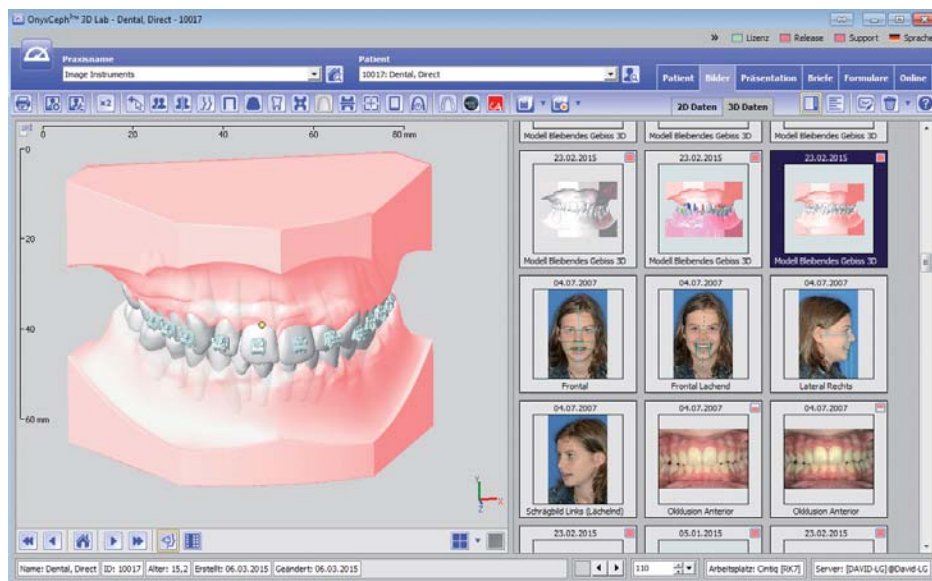 OnyxCeph³™ 3D Lab - Dental, Direct - 10017
» Lizenz Release Support Sprache
Praxisname Patient
Image Instruments 10017: Dental, Direct
Patient Bilder Präsentation Briefe Formulare Online
×2 2D Daten 3D Daten
0 20 40 60 80 mm
0
20
40
60 mm
Y
X
Z
Modell Bleibendes Gebiss 3D Modell Bleibendes Gebiss 3D Modell Bleibendes Gebiss 3D
23.02.2015 23.02.2015 23.02.2015
Modell Bleibendes Gebiss 3D Modell Bleibendes Gebiss 3D Modell Bleibendes Gebiss 3D
04.07.2007 04.07.2007 04.07.2007
Frontal Frontal Lachend Lateral Rechts
04.07.2007 04.07.2007 04.07.2007
Schrägbild Links (Lächelnd) Okklusion Anterior Okklusion Anterior
23.02.2015 05.01.2015 23.02.2015
Name: Dental, Direct ID: 10017 Alter: 15,2 Erstellt: 06.03.2015 Geändert: 06.03.2015 110 Arbeitsplatz: Cintiq [RK7] Server: [DAVID-LG]@David-LG